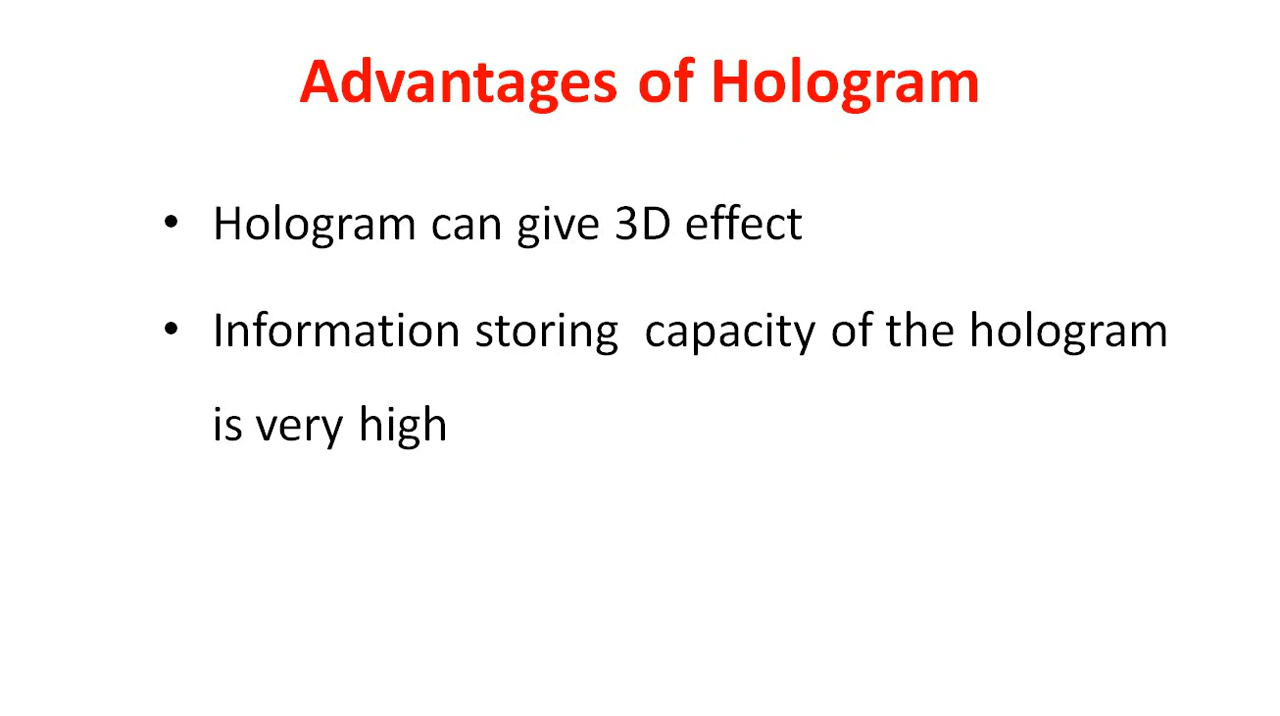 Advantages of Hologram
• Hologram can give 3D effect
• Information storing  capacity of the hologram
is very high